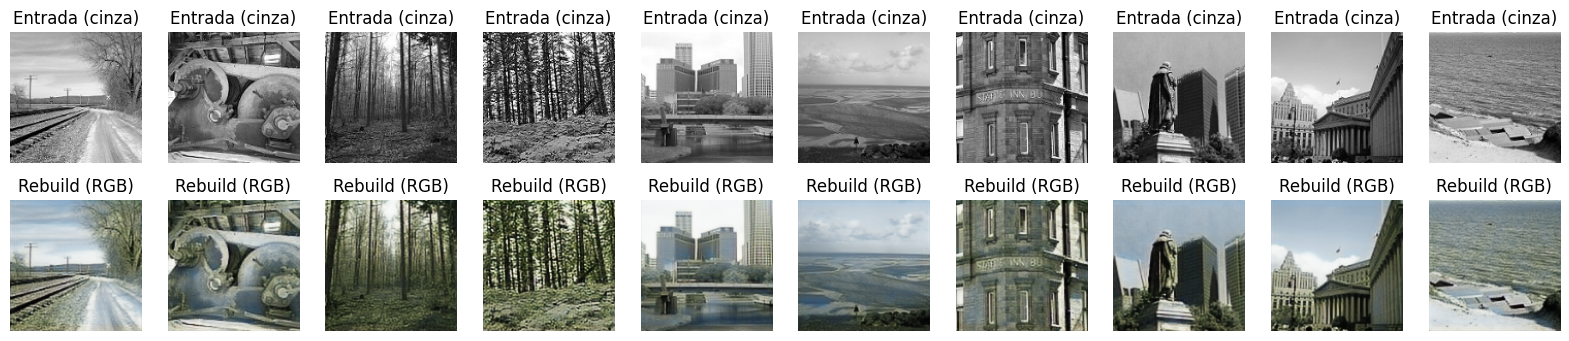 Entrada (cinza) Entrada (cinza) Entrada (cinza) Entrada (cinza) Entrada (cinza) Entrada (cinza) Entrada (cinza) Entrada (cinza) Entrada (cinza) Entrada (cinza)
Rebuild (RGB) Rebuild (RGB) Rebuild (RGB) Rebuild (RGB) Rebuild (RGB) Rebuild (RGB) Rebuild (RGB) Rebuild (RGB) Rebuild (RGB) Rebuild (RGB)